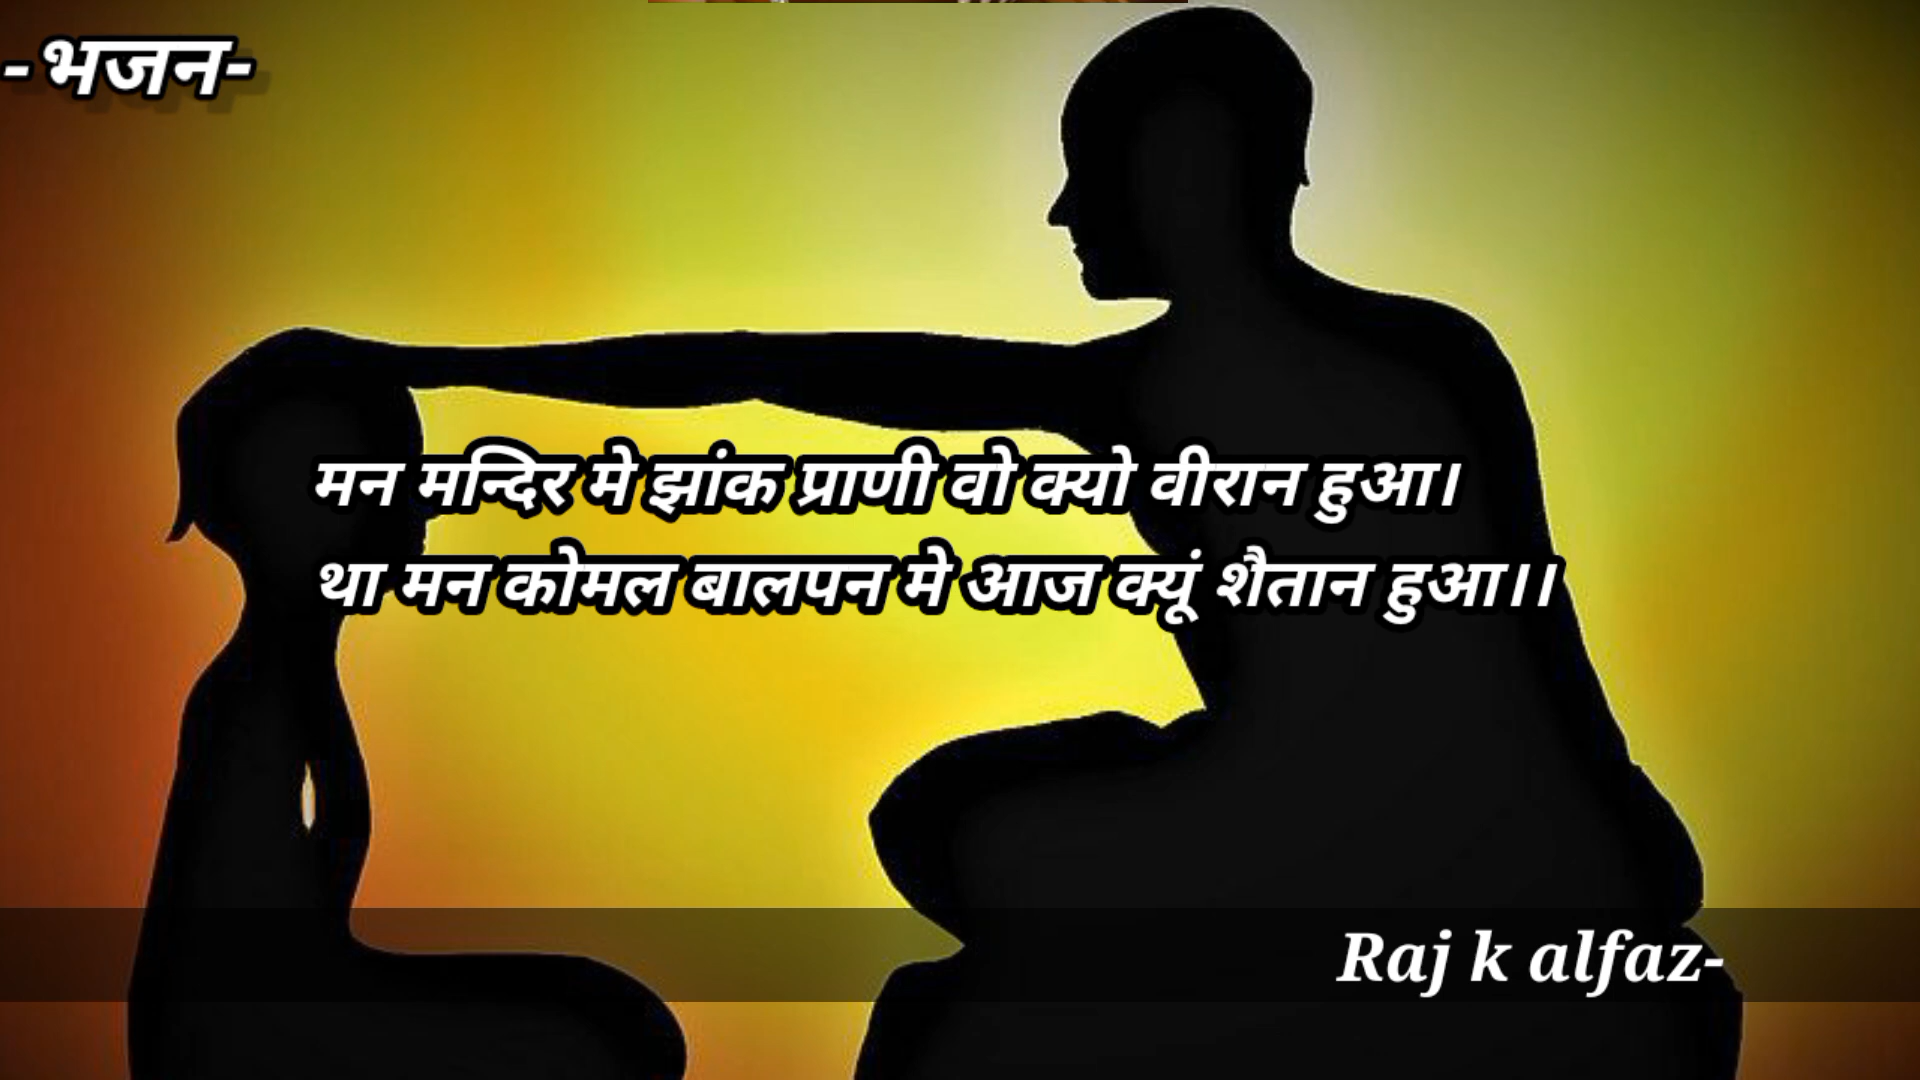 -भजन-
मन मन्दिर मे झांक प्राणी वो क्यो वीरान हुआ।
था मन कोमल बालपन मे आज क्यूं शैतान हुआ।।
Raj k alfaz-